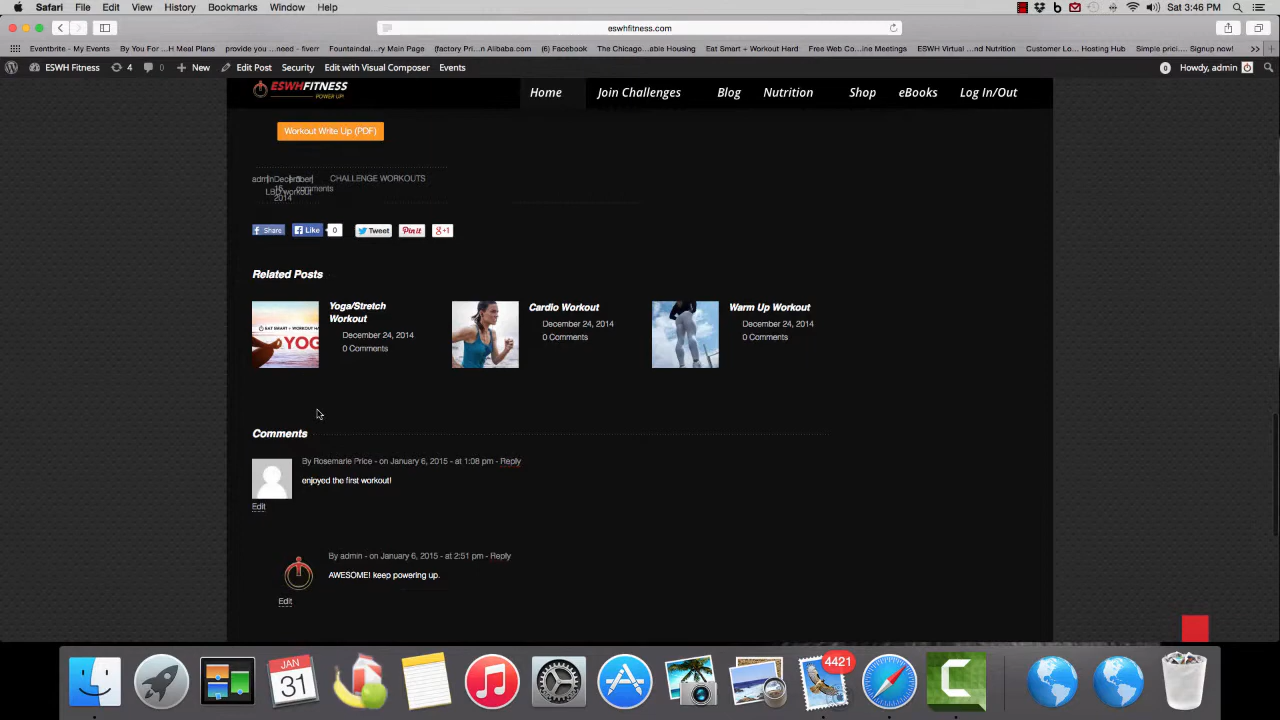 Safari File Edit View History Bookmarks Window Help Sat 3:46 PM
eswhfitness.com
Eventbrite - My Events By You For ...H Meal Plans provide you ...need - fiverr Fountaindal...ry Main Page (factory Pri...n Alibaba.com (6) Facebook The Chicago...able Housing Eat Smart + Workout Hard Free Web Co...ine Meetings ESWH Virtual ...nd Nutrition Customer Lo... Hosting Hub Simple prici.... Signup now!
ESWH Fitness 4 0 New Edit Post Security Edit with Visual Composer Events 0 Howdy, admin
ESWHFITNESS
POWER UP!
Home Join Challenges Blog Nutrition Shop eBooks Log In/Out
Workout Write Up (PDF)
CHALLENGE WORKOUTS
comments
LBD workout
2014
Share Like 0 Tweet Pin it g+1
Related Posts
Yoga/Stretch
Workout
December 24, 2014
0 Comments
Cardio Workout
December 24, 2014
0 Comments
Warm Up Workout
December 24, 2014
0 Comments
YOG
Comments
By Rosemarie Price - on January 6, 2015 - at 1:08 pm - Reply
enjoyed the first workout!
Edit
By admin - on January 6, 2015 - at 2:51 pm - Reply
AWESOME! keep powering up.
Edit
JAN
31
4421